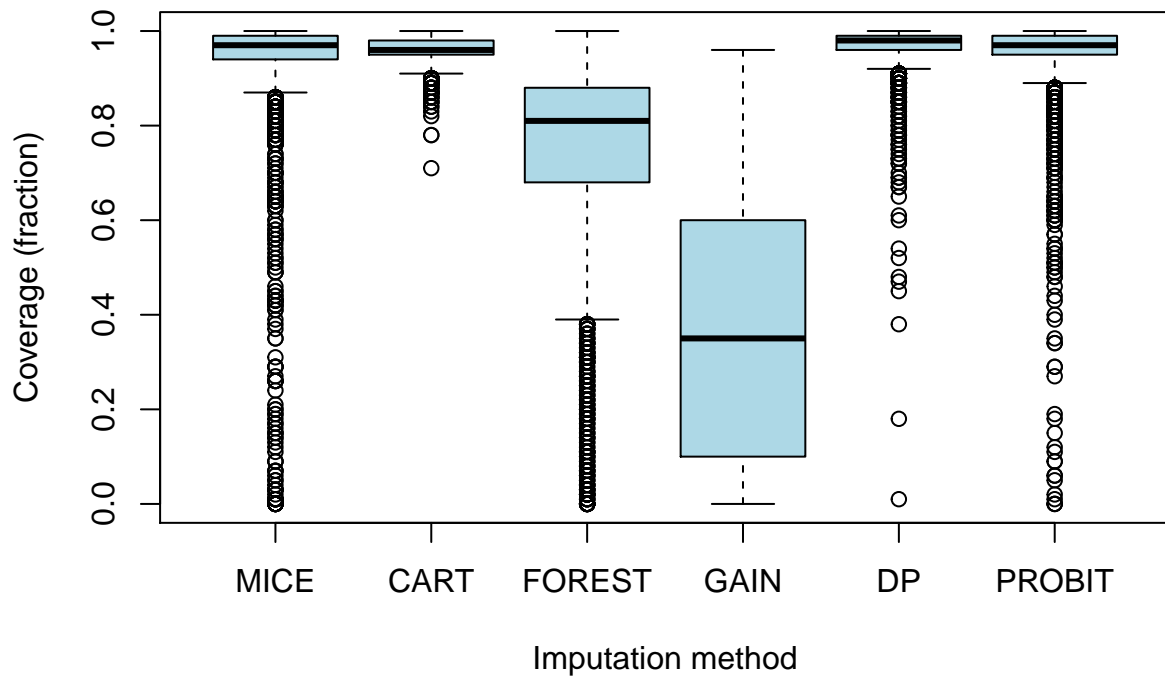 Coverage (fraction)
1.0
0.8
0.6
0.4
0.2
0.0
MICE CART FOREST GAIN DP PROBIT
Imputation method